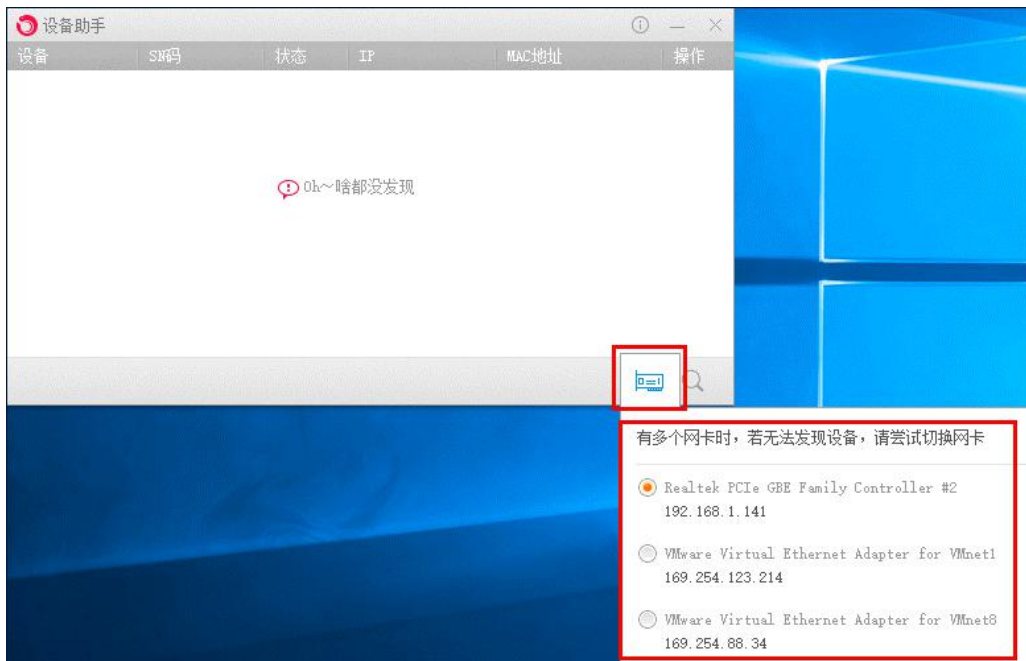 设备助手
设备 SN码 状态 IP MAC地址 操作
Oh～啥都没发现
有多个网卡时，若无法发现设备，请尝试切换网卡
Realtek PCIe GBE Family Controller #2
192.168.1.141
VMware Virtual Ethernet Adapter for VMnet1
169.254.123.214
VMware Virtual Ethernet Adapter for VMnet8
169.254.88.34